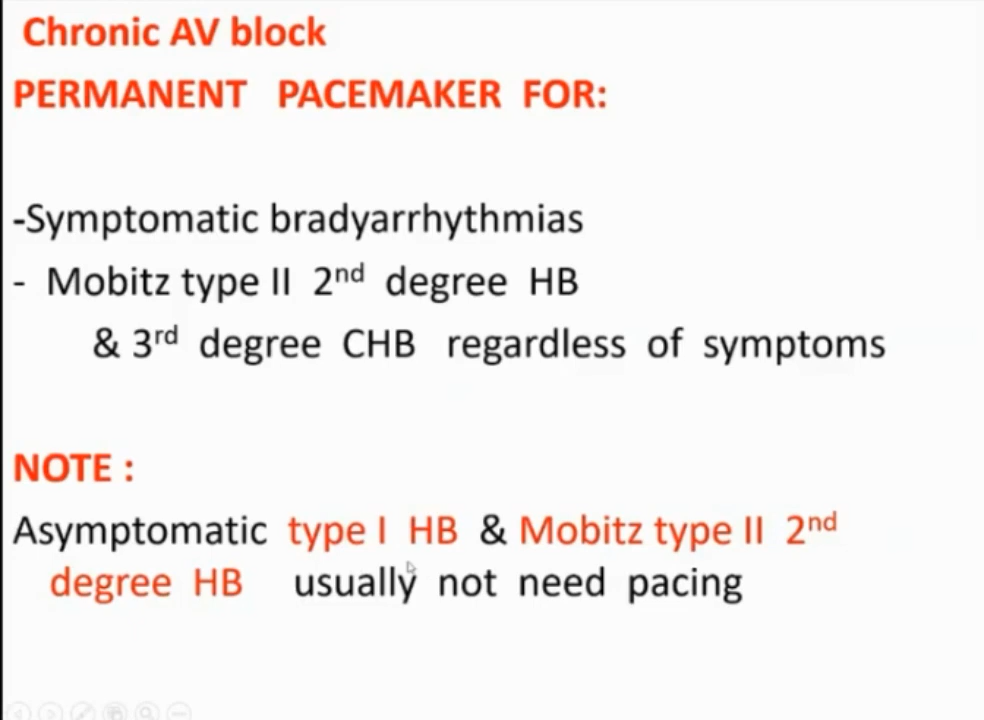 Chronic AV block
PERMANENT PACEMAKER FOR:
-Symptomatic bradyarrhythmias
- Mobitz type II 2nd degree HB
& 3rd degree CHB regardless of symptoms
NOTE :
Asymptomatic type I HB & Mobitz type II 2nd
degree HB usually not need pacing